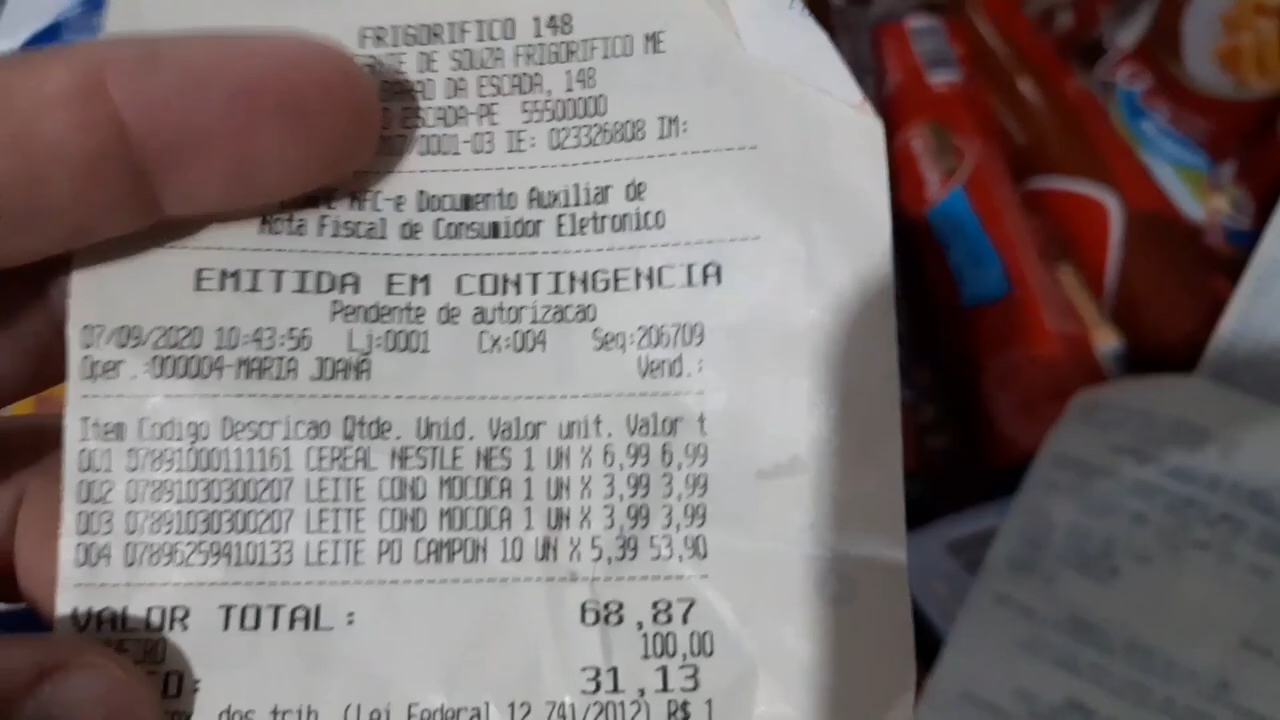 FRIGORIFICO 148
DE SOUZA FRIGORIFICO ME
DA ESCADA, 148
ESCADA-PE 55500000
0001-03 IE: 023326808 IM:
NFC-e Documento Auxiliar de
Nota Fiscal de Consumidor Eletronico
EMITIDA EM CONTINGENCIA
Pendente de autorizacao
07/09/2020 10:43:56 Lj:0001 Cx:004 Seq:206709
Oper.:000004-MARIA JOANA Vend.:
Item Codigo Descricao Qtde. Unid. Valor unit. Valor t
001 07891000111161 CEREAL NESTLE NES 1 UN X 6,99 6,99
002 07891030300207 LEITE COND MOCOCA 1 UN X 3,99 3,99
003 07891030300207 LEITE COND MOCOCA 1 UN X 3,99 3,99
004 07896259410133 LEITE PO CAMPON 10 UN X 5,39 53,90
VALOR TOTAL: 68,87
100,00
31,13
dos trib. (Lei Federal 12.741/2012) R$ 1